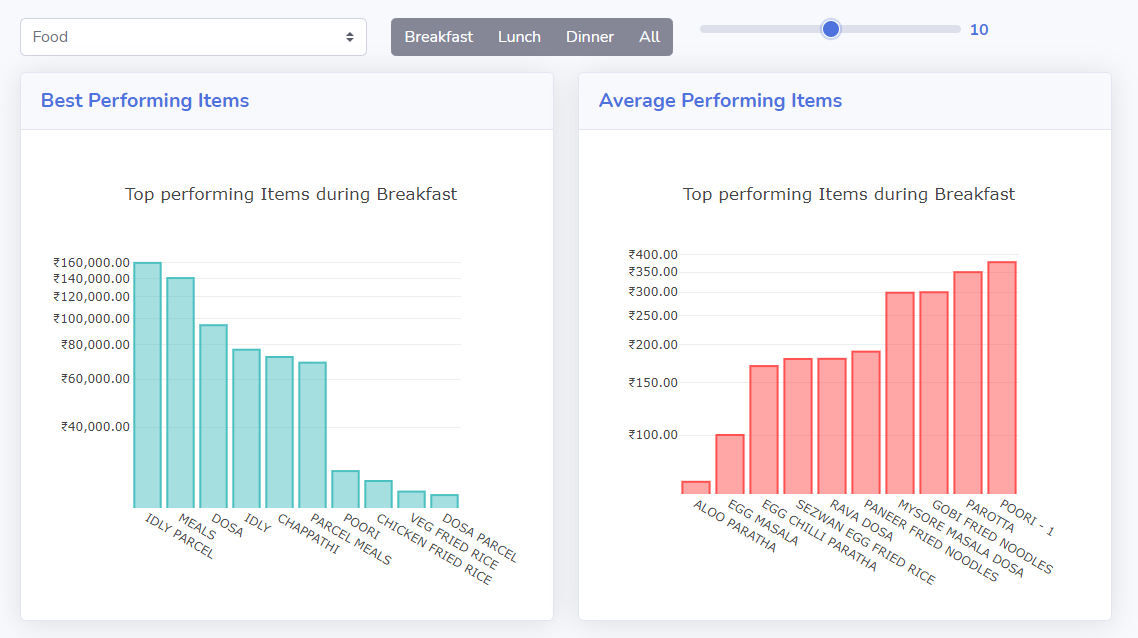 Food
Breakfast Lunch Dinner All
10
Best Performing Items
Top performing Items during Breakfast
₹160,000.00
₹140,000.00
₹120,000.00
₹100,000.00
₹80,000.00
₹60,000.00
₹40,000.00
IDLY PARCEL
MEALS
DOSA
IDLY
CHAPPATHI
PARCEL MEALS
POORI
CHICKEN FRIED RICE
VEG FRIED RICE
DOSA PARCEL
Average Performing Items
Top performing Items during Breakfast
₹400.00
₹350.00
₹300.00
₹250.00
₹200.00
₹150.00
₹100.00
ALOO PARATHA
EGG MASALA
EGG CHILLI PARATHA
SEZWAN EGG FRIED RICE
RAVA DOSA
PANEER FRIED NOODLES
MYSORE MASALA DOSA
GOBI FRIED NOODLES
PAROTTA
POORI - 1